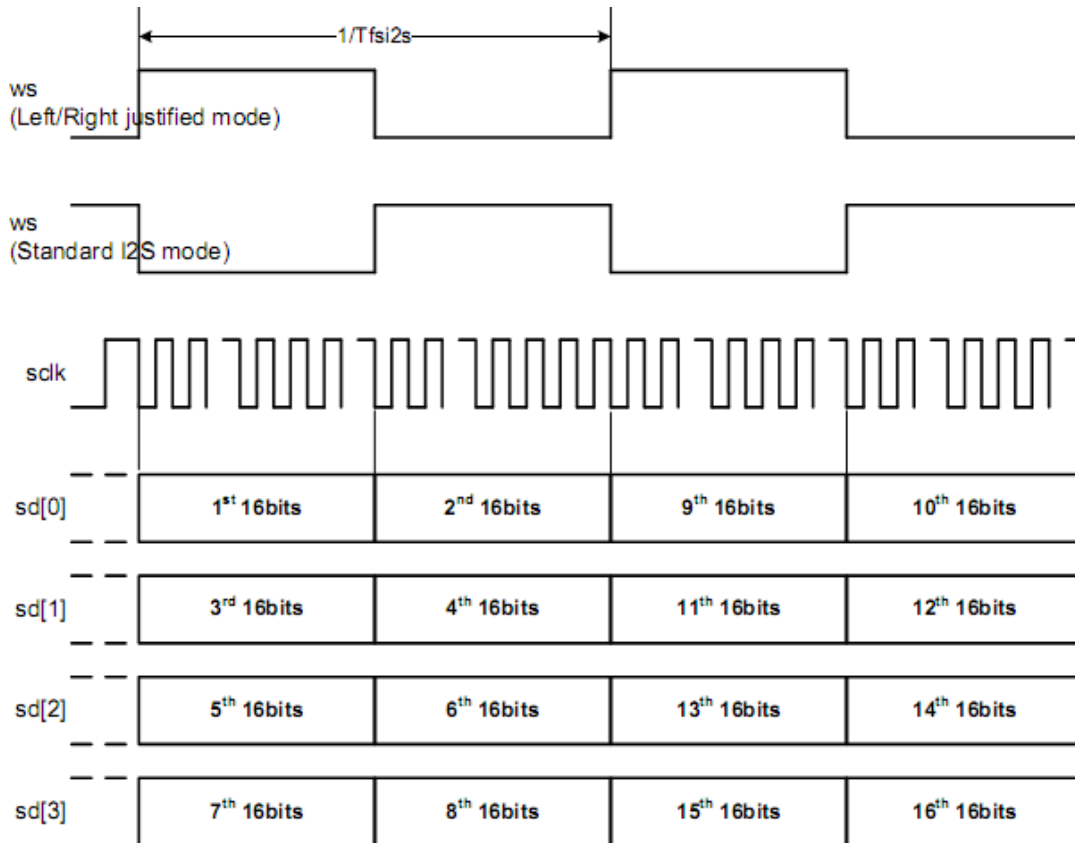 1/Tfsi2s
ws
(Left/Right justified mode)
ws
(Standard I2S mode)
sclk
sd[0] 1st 16bits 2nd 16bits 9th 16bits 10th 16bits
sd[1] 3rd 16bits 4th 16bits 11th 16bits 12th 16bits
sd[2] 5th 16bits 6th 16bits 13th 16bits 14th 16bits
sd[3] 7th 16bits 8th 16bits 15th 16bits 16th 16bits